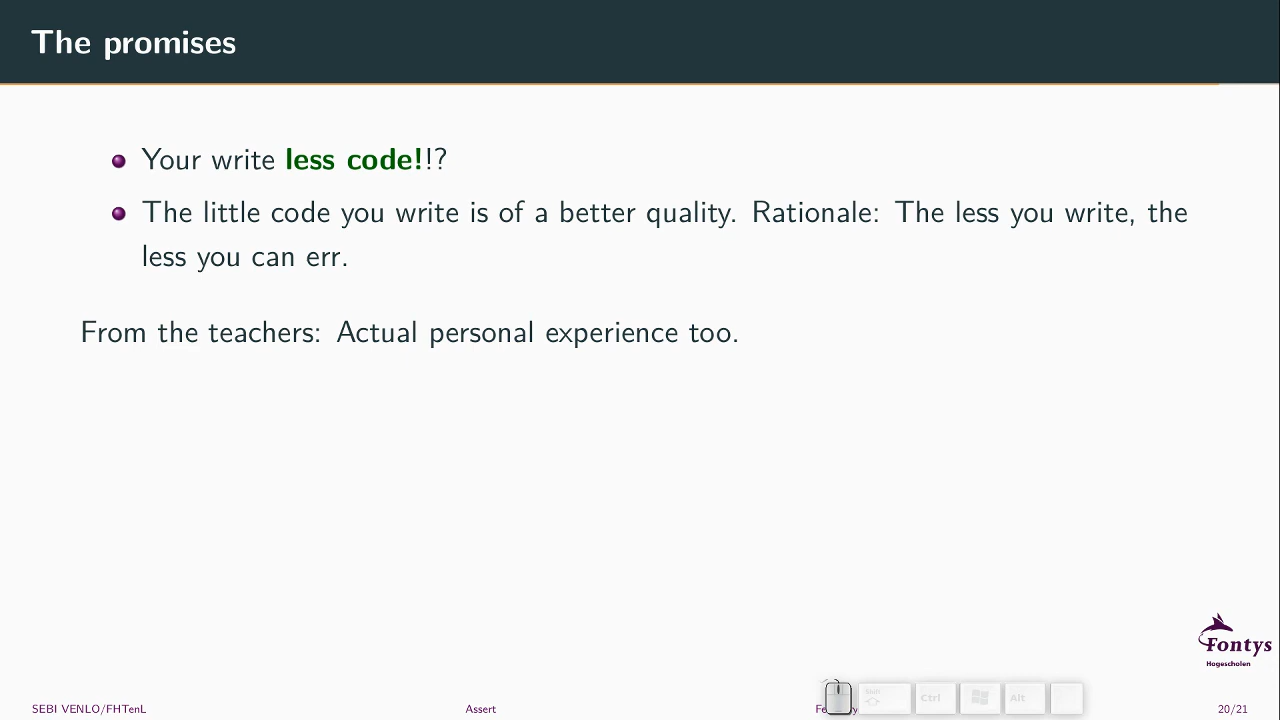 The promises
Your write less code!!?
The little code you write is of a better quality. Rationale: The less you write, the
less you can err.
From the teachers: Actual personal experience too.
Fontys
Hogescholen
Ctrl
Alt
SEBI VENLO/FHTenL
Assert
20/21